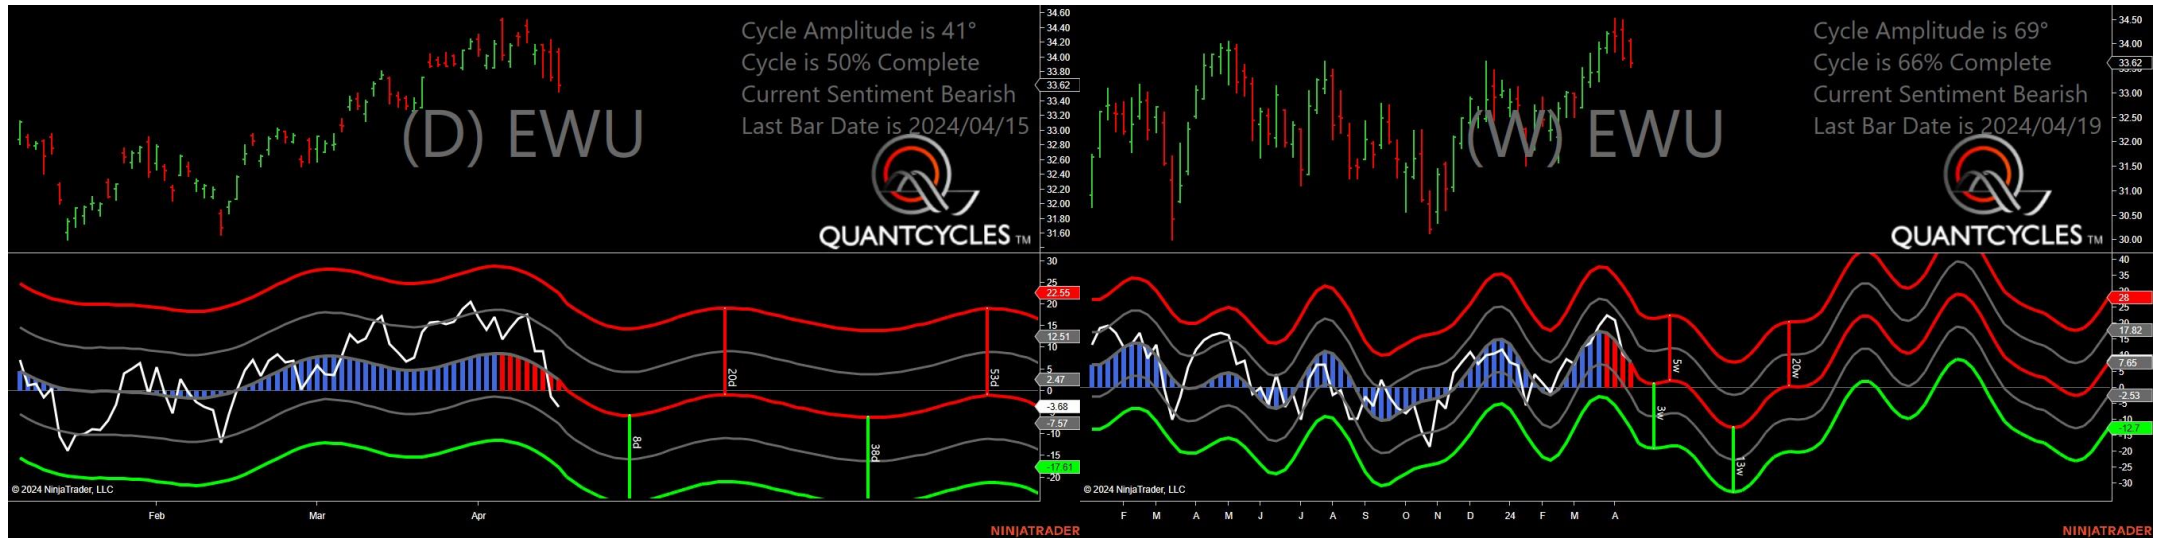 Cycle Amplitude is 41°
Cycle is 50% Complete
Current Sentiment Bearish
Last Bar Date is 2024/04/15
(D) EWU
QUANTCYCLES TM
34.60
34.40
34.20
34.00
33.80
33.62
33.40
33.20
33.00
32.80
32.60
32.40
32.20
32.00
31.80
31.60
30
25
22.55
20
15
12.51
10
5
2.47
0
-3.68
-7.57
-10
-15
-17.61
-20
20d
53d
8d
38d
© 2024 NinjaTrader, LLC
Feb Mar Apr
NINJATRADER
Cycle Amplitude is 69°
Cycle is 66% Complete
Current Sentiment Bearish
Last Bar Date is 2024/04/19
(W) EWU
QUANTCYCLES TM
34.50
34.00
33.62
33.00
32.50
32.00
31.50
31.00
30.50
30.00
40
35
28
25
20
17.82
7.65
0
-2.53
-10
-12.7
-20
-25
-30
5w
20w
3w
13w
© 2024 NinjaTrader, LLC
F M A M J J A S O N D 24 F M A
NINJATRADER